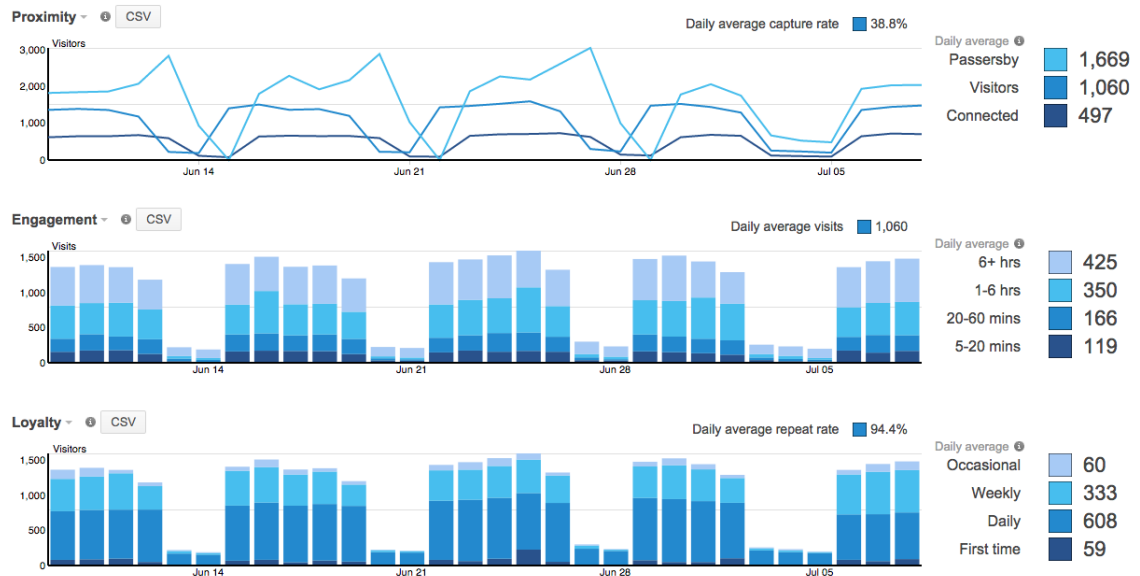 Proximity CSV
Daily average capture rate 38.8%
Visitors
3,000
2,000
1,000
0
Jun 14 Jun 21 Jun 28 Jul 05
Daily average
Passersby 1,669
Visitors 1,060
Connected 497
Engagement CSV
Daily average visits 1,060
Visits
1,500
1,000
500
0
Jun 14 Jun 21 Jun 28 Jul 05
Daily average
6+ hrs 425
1-6 hrs 350
20-60 mins 166
5-20 mins 119
Loyalty CSV
Daily average repeat rate 94.4%
Visitors
1,500
1,000
500
0
Jun 14 Jun 21 Jun 28 Jul 05
Daily average
Occasional 60
Weekly 333
Daily 608
First time 59